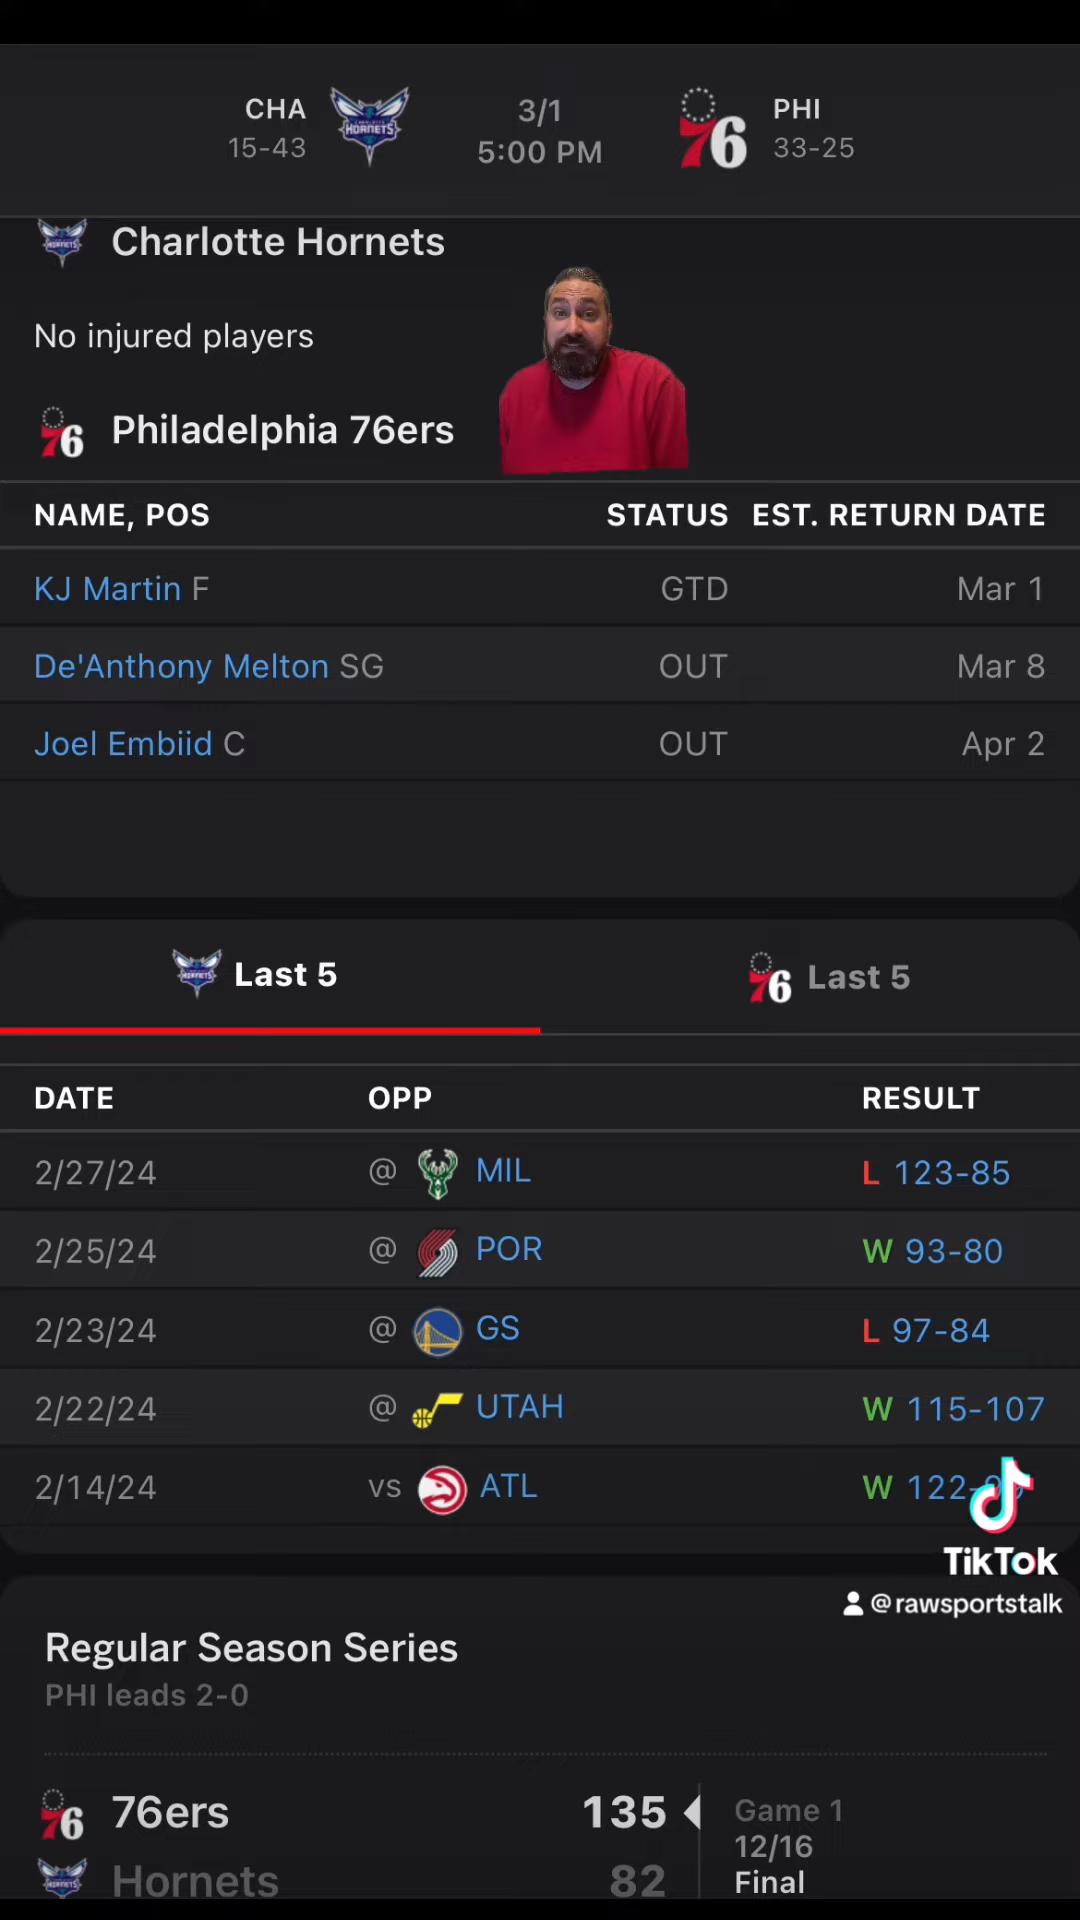 CHA 3/1 PHI
15-43 5:00 PM 33-25
HORNETS
76
Charlotte Hornets
No injured players
76 Philadelphia 76ers
NAME, POS STATUS EST. RETURN DATE
KJ Martin F GTD Mar 1
De'Anthony Melton SG OUT Mar 8
Joel Embiid C OUT Apr 2
Last 5 76 Last 5
DATE OPP RESULT
2/27/24 @ MIL L 123-85
2/25/24 @ POR W 93-80
2/23/24 @ GS L 97-84
2/22/24 @ UTAH W 115-107
2/14/24 vs ATL W 122-
TikTok
@rawsportstalk
Regular Season Series
PHI leads 2-0
76 76ers 135 Game 1
12/16
Hornets 82 Final